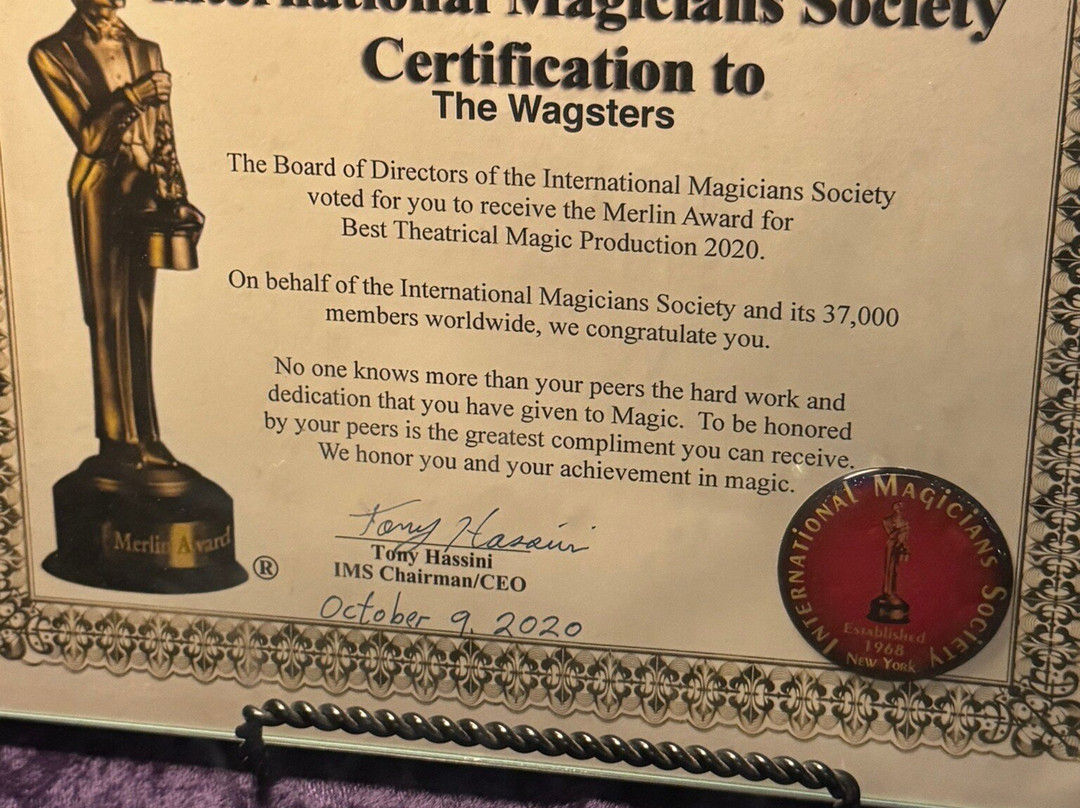 International Magicians Society
Certification to
The Wagsters
The Board of Directors of the International Magicians Society
voted for you to receive the Merlin Award for
Best Theatrical Magic Production 2020.
On behalf of the International Magicians Society and its 37,000
members worldwide, we congratulate you.
No one knows more than your peers the hard work and
dedication that you have given to Magic. To be honored
by your peers is the greatest compliment you can receive.
We honor you and your achievement in magic.
Tony Hassini
Tony Hassini
IMS Chairman/CEO
October 9, 2020
Merlin Award
®
INTERNATIONAL MAGICIANS SOCIETY
Established
1968
NEW YORK